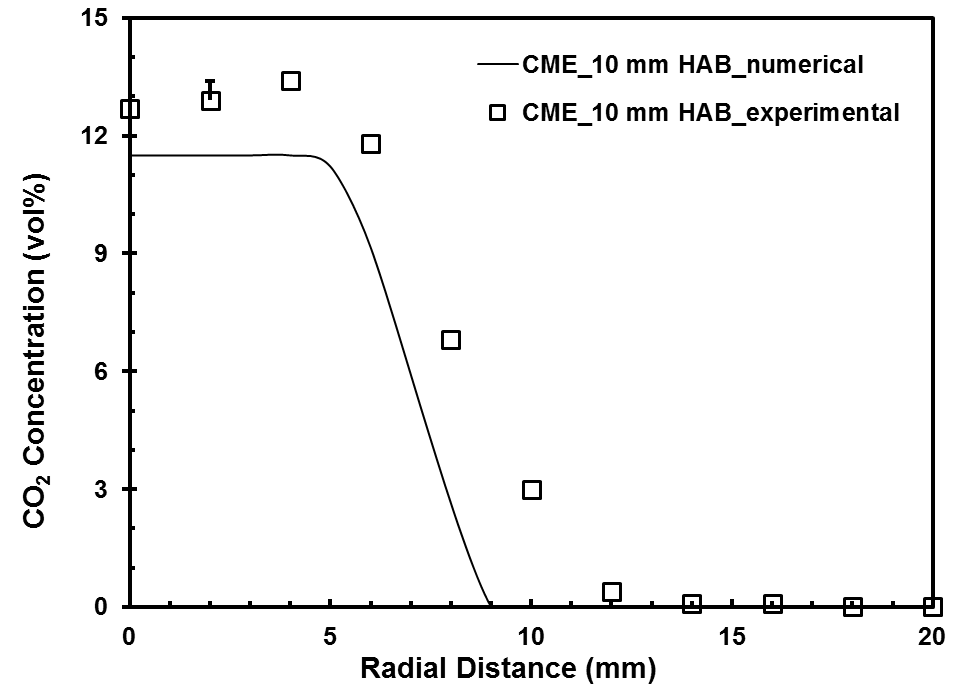 15
12
9
6
3
0
CO₂ Concentration (vol%)
CME_10 mm HAB_numerical
CME_10 mm HAB_experimental
0 5 10 15 20
Radial Distance (mm)